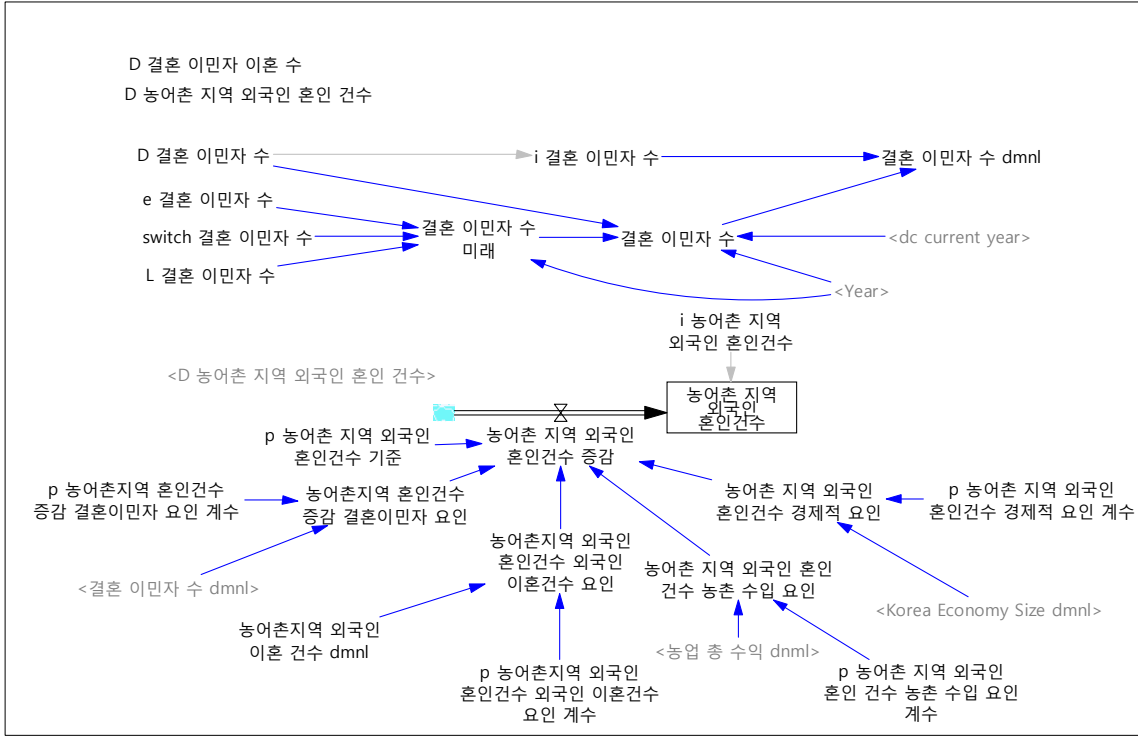 D 결혼 이민자 이혼 수
D 농어촌 지역 외국인 혼인 건수
D 결혼 이민자 수
i 결혼 이민자 수
결혼 이민자 수 dmnl
e 결혼 이민자 수
switch 결혼 이민자 수
L 결혼 이민자 수
결혼 이민자 수
미래
결혼 이민자 수
<dc current year>
<Year>
i 농어촌 지역
외국인 혼인건수
<D 농어촌 지역 외국인 혼인 건수>
농어촌 지역
외국인
혼인건수
p 농어촌 지역 외국인
혼인건수 기준
농어촌 지역 외국인
혼인건수 증감
p 농어촌지역 혼인건수
증감 결혼이민자 요인 계수
농어촌지역 혼인건수
증감 결혼이민자 요인
농어촌 지역 외국인
혼인건수 경제적 요인
p 농어촌 지역 외국인
혼인건수 경제적 요인 계수
<결혼 이민자 수 dmnl>
농어촌지역 외국인
혼인건수 외국인
이혼건수 요인
농어촌 지역 외국인 혼인
건수 농촌 수입 요인
<Korea Economy Size dmnl>
농어촌지역 외국인
이혼 건수 dmnl
<농업 총 수익 dnml>
p 농어촌지역 외국인
혼인건수 외국인 이혼건수
요인 계수
p 농어촌 지역 외국인
혼인 건수 농촌 수입 요인
계수